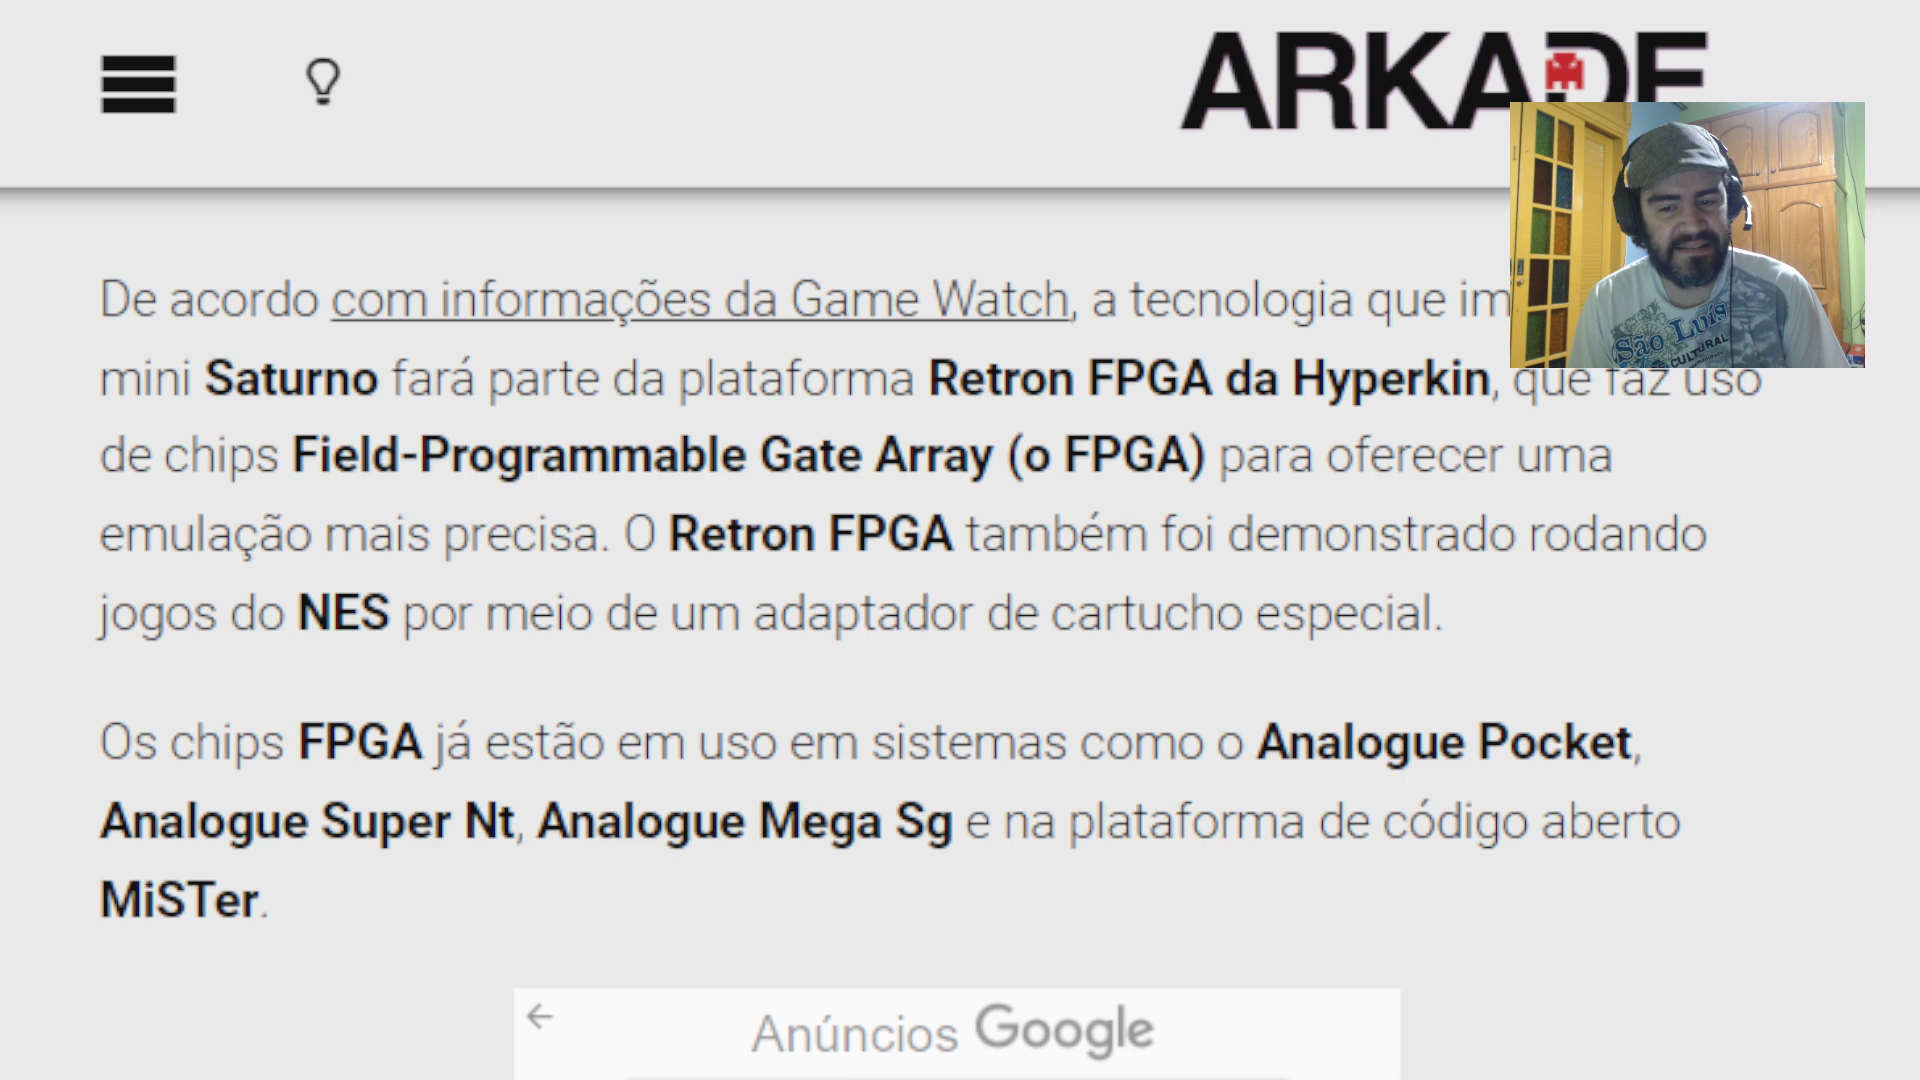 ARKADE
De acordo com informações da Game Watch, a tecnologia que im
mini Saturno fará parte da plataforma Retron FPGA da Hyperkin, que faz uso
de chips Field-Programmable Gate Array (o FPGA) para oferecer uma
emulação mais precisa. O Retron FPGA também foi demonstrado rodando
jogos do NES por meio de um adaptador de cartucho especial.
Os chips FPGA já estão em uso em sistemas como o Analogue Pocket,
Analogue Super Nt, Analogue Mega Sg e na plataforma de código aberto
MiSTer.
Anúncios Google
São Luís
CULTURAL